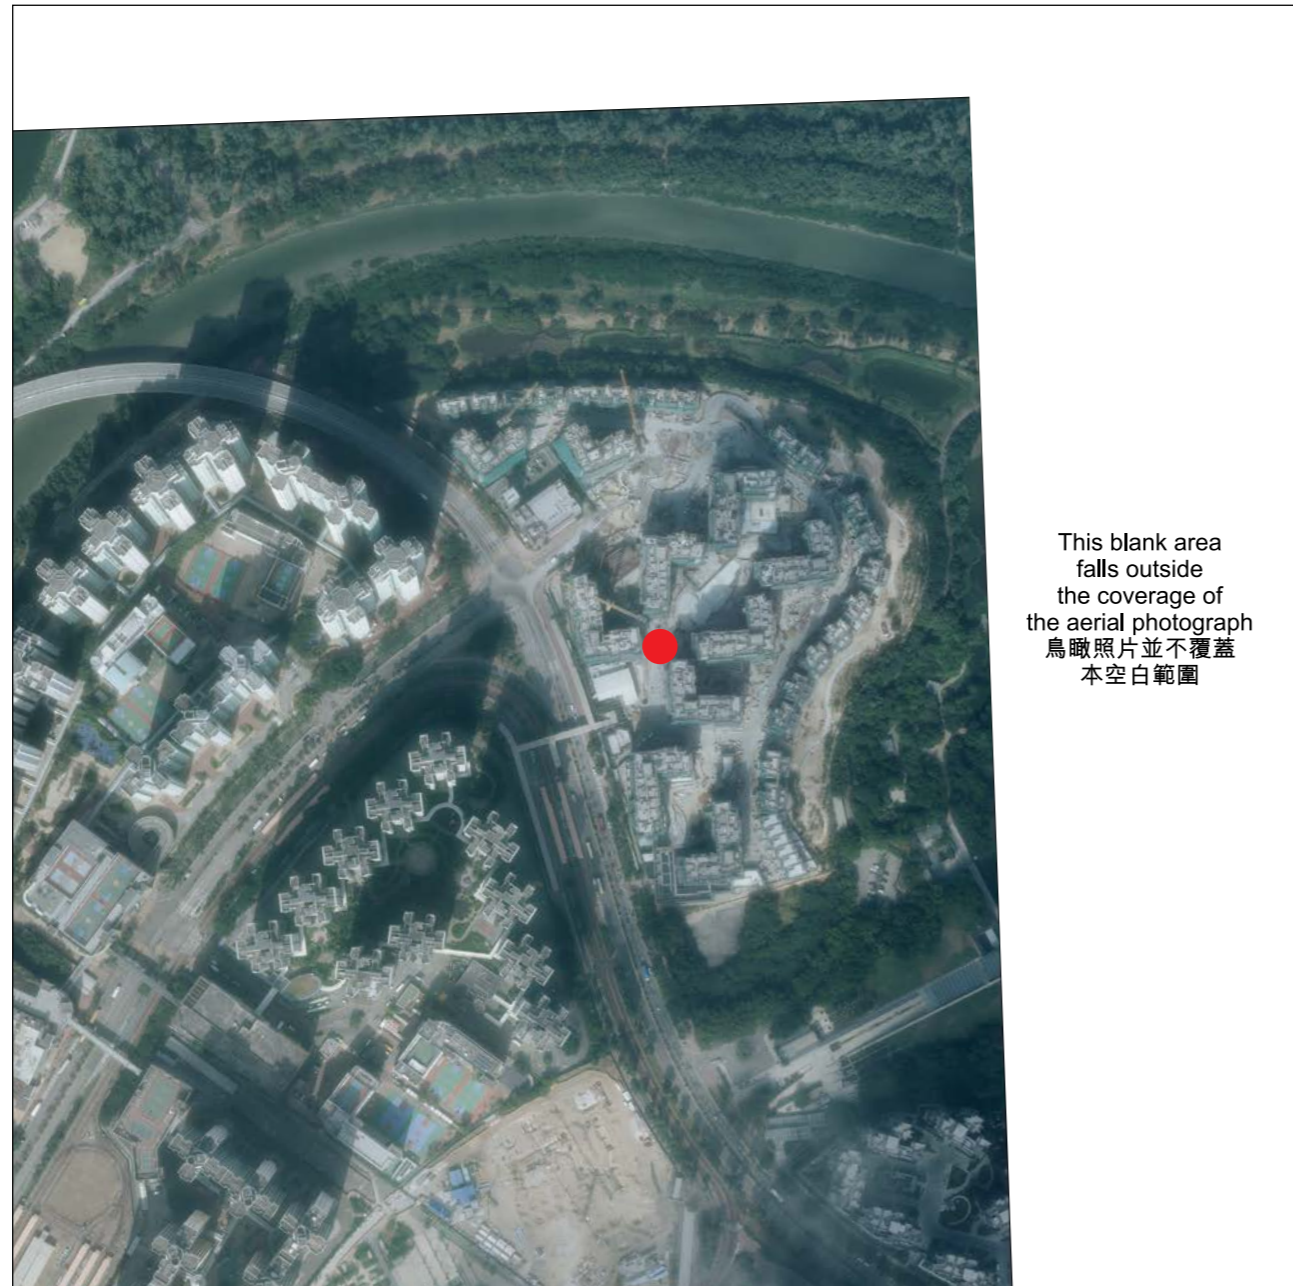 This blank area
falls outside
the coverage of
the aerial photograph
鳥瞰照片並不覆蓋
本空白範圍